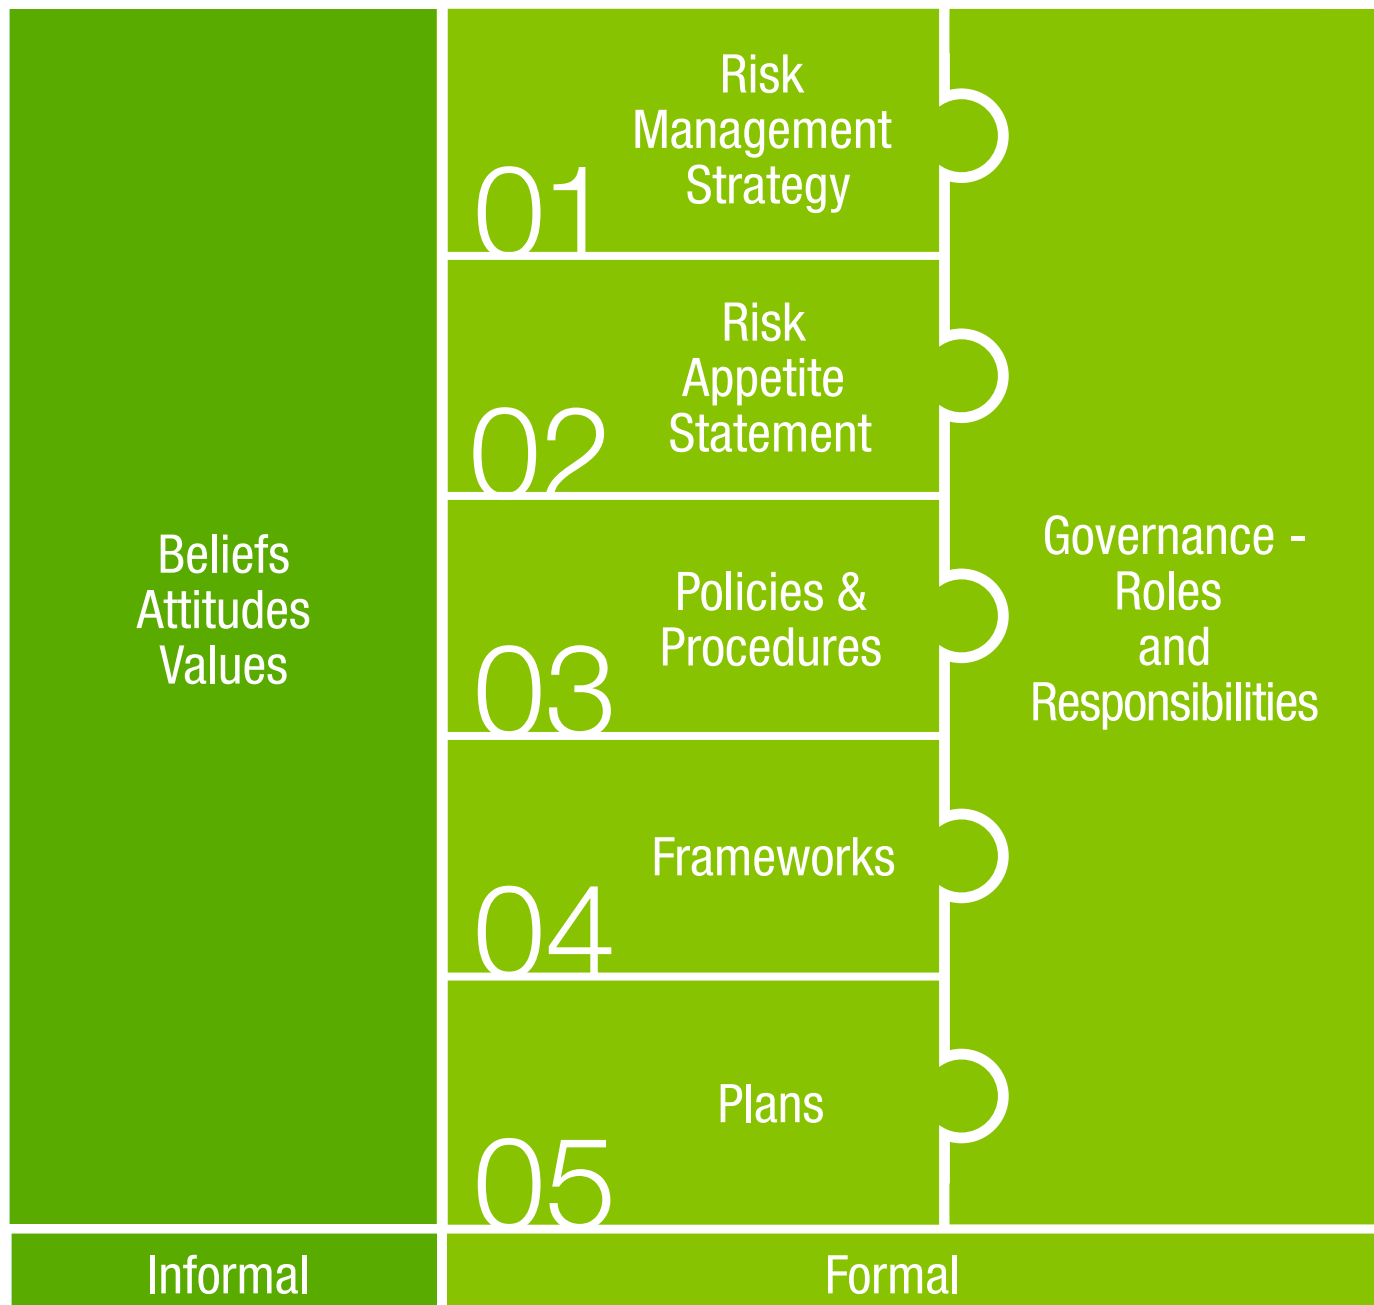 Beliefs
Attitudes
Values
Informal
01
Risk
Management
Strategy
02
Risk
Appetite
Statement
03
Policies &
Procedures
04
Frameworks
05
Plans
Governance -
Roles
and
Responsibilities
Formal